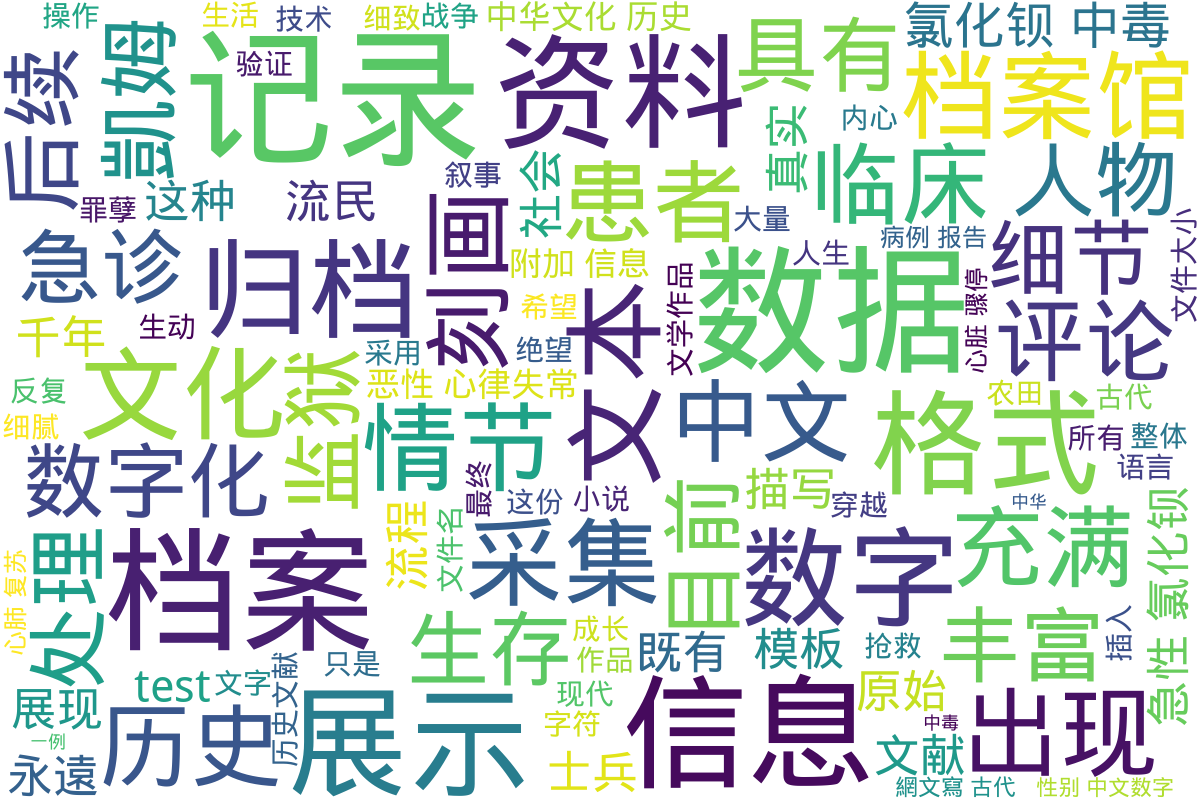 操作
生活
技术
细致
战争
中华文化 历史
氯化钡 中毒
后续
凯姆
记录
验证
资料
具有
档案馆
内心
真实
临床
人物
叙事
社会
患者
罪孽
这种
流民
刻画
大量
病例 报告
急诊
归档
附加 信息
人生
细节
文件大小
文学作品
数据
心脏 骤停
千年
生动
希望
文本
评论
采用
绝望
反复
文化
监狱
恶性 心律失常
农田
古代
细腻
情节
中文
格式
所有
整体
数字化
最终
这份
小说
目前
描写
穿越
语言
中华
氯化钡
急性
档案
流程
文件名
采集
数字
充满
心肺 复苏
处理
生存
成长
作品
既有
模板
抢救
插入
丰富
test
文字
历史文献
只是
展现
现代
原始
历史
展示
字符
信息
中毒
出现
一例
永遠
士兵
文献
網文寫 古代
性别 中文数字